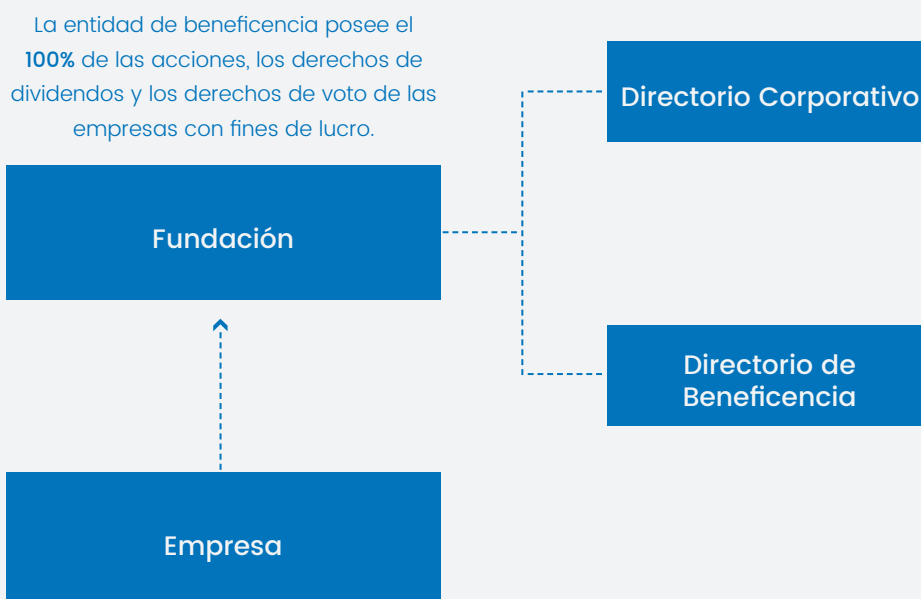 La entidad de beneficencia posee el
100% de las acciones, los derechos de
dividendos y los derechos de voto de las
empresas con fines de lucro.
Fundación
Directorio Corporativo
Directorio de
Beneficencia
Empresa